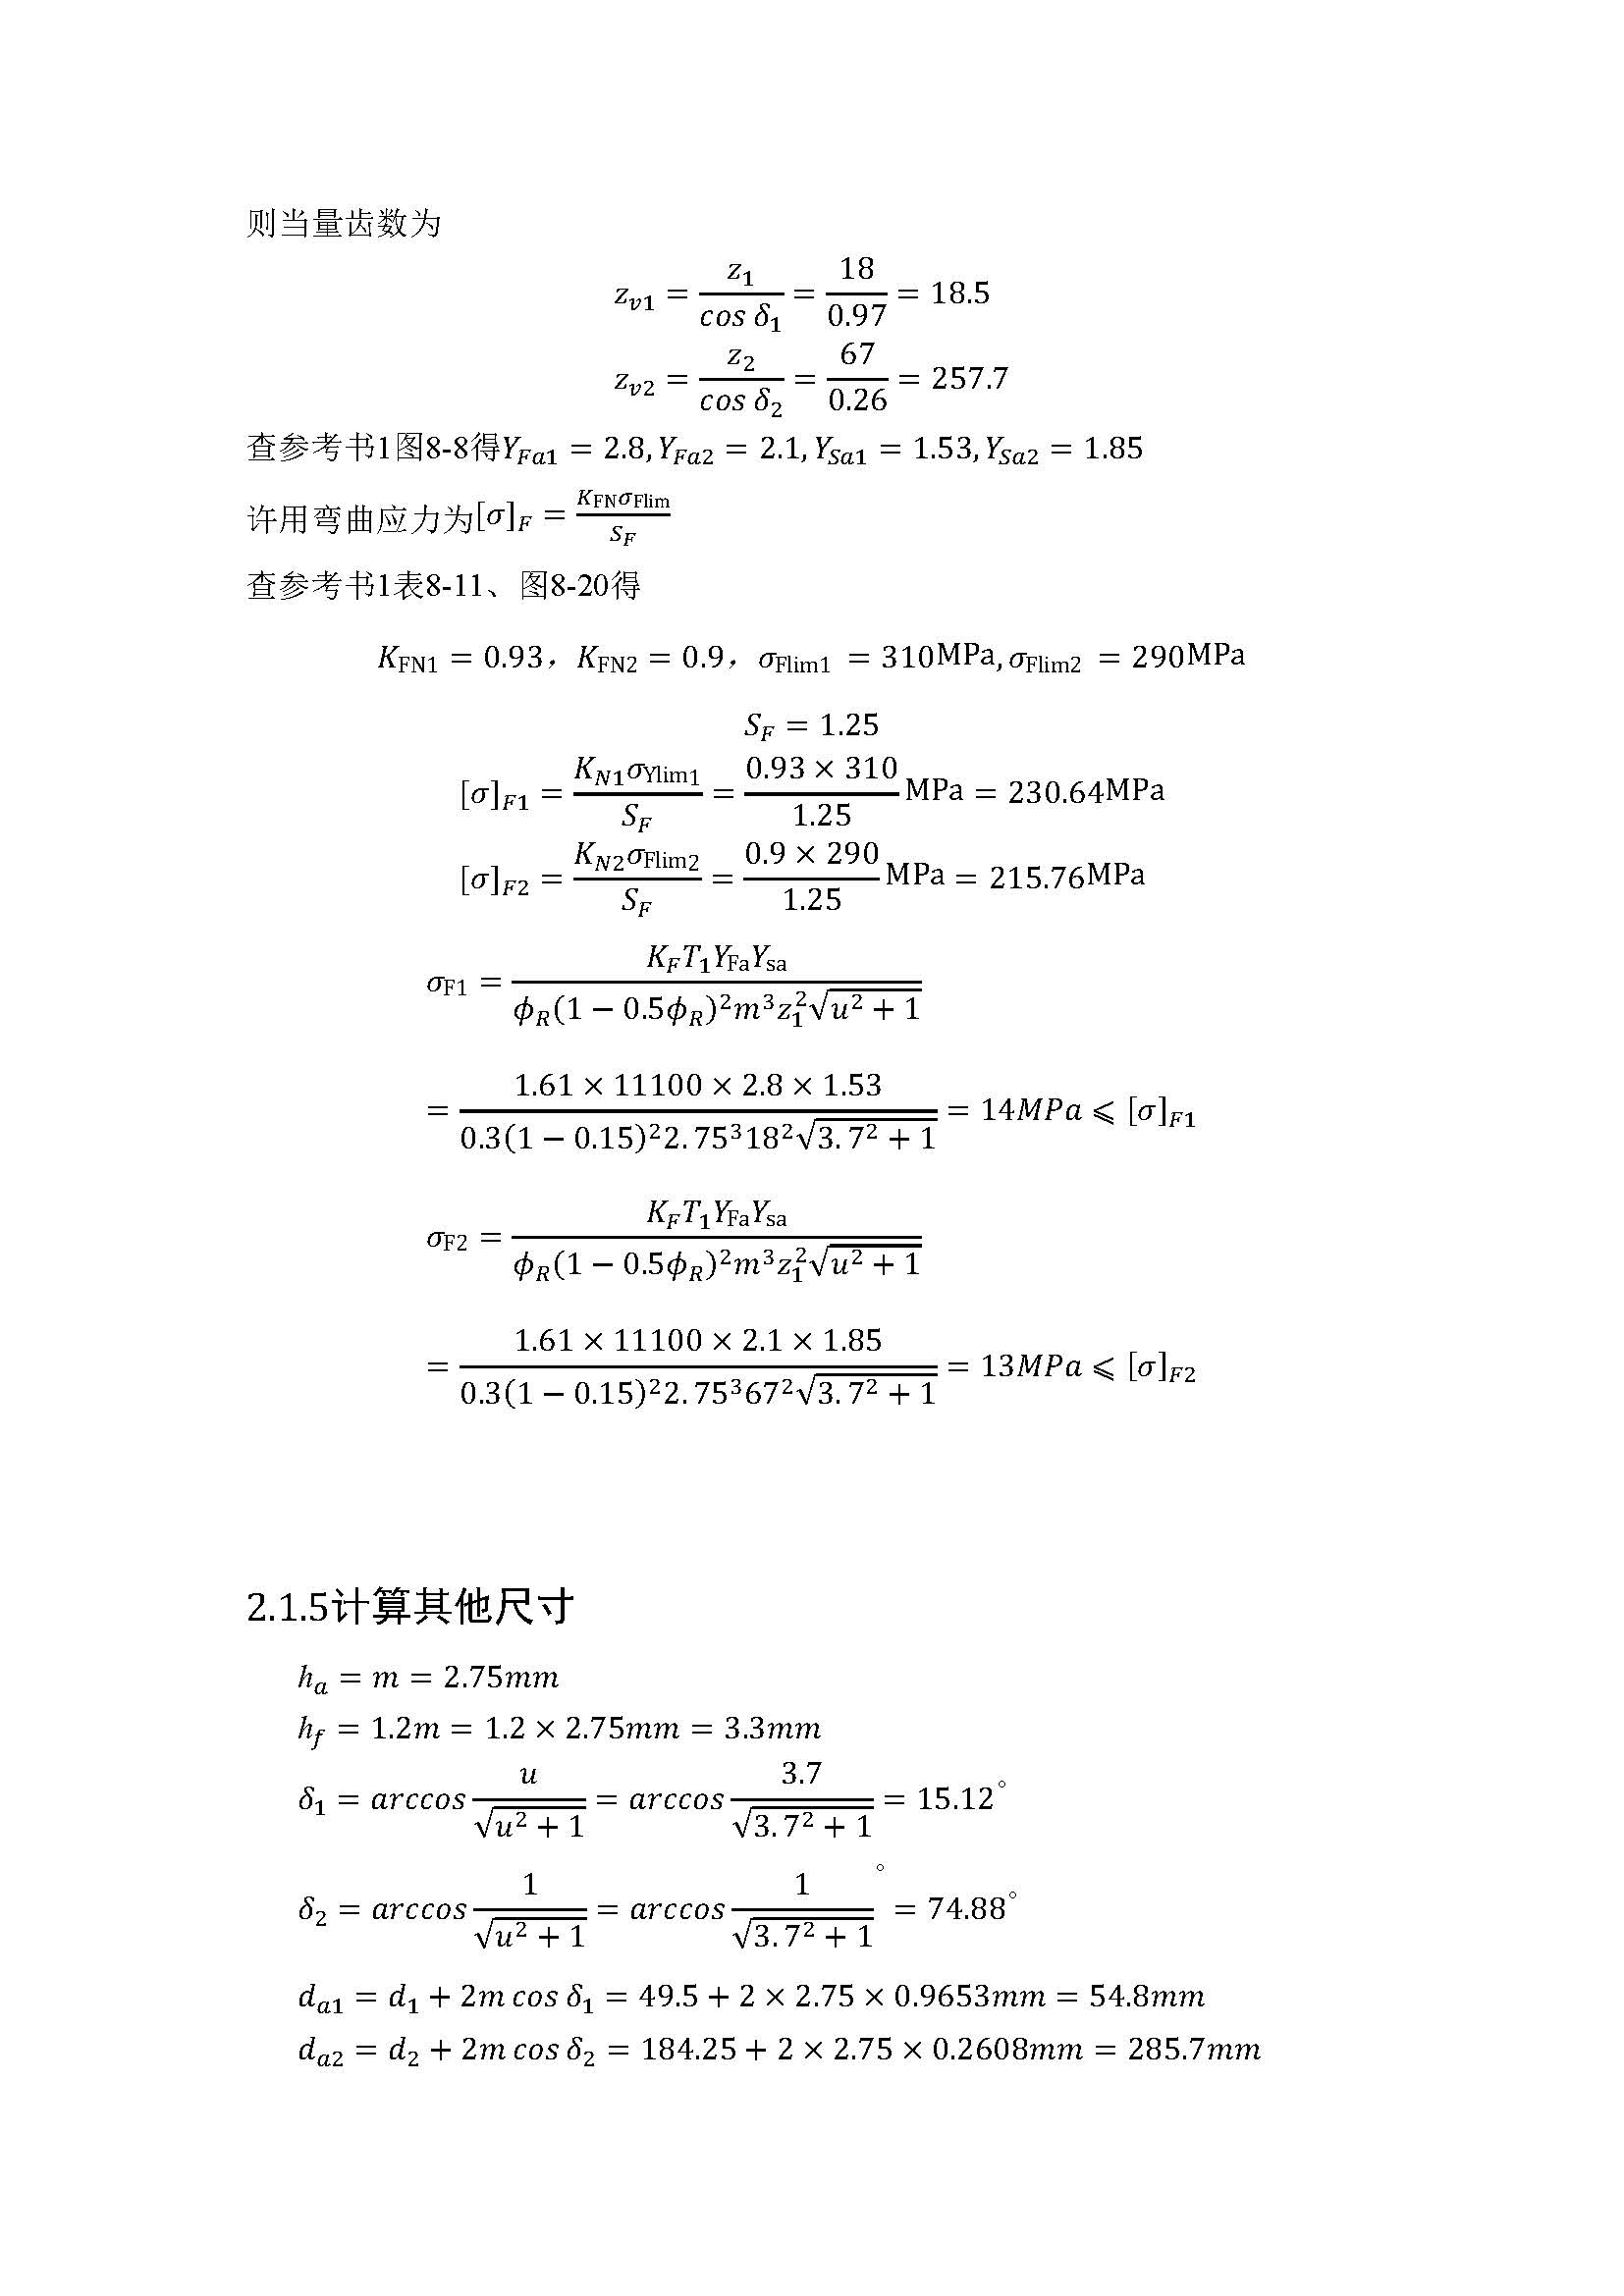 则当量齿数为
$z_{v1} = \frac{z_1}{cos\,\delta_1} = \frac{18}{0.97} = 18.5$
$z_{v2} = \frac{z_2}{cos\,\delta_2} = \frac{67}{0.26} = 257.7$
查参考书1图8-8得$Y_{Fa1} = 2.8, Y_{Fa2} = 2.1, Y_{Sa1} = 1.53, Y_{Sa2} = 1.85$
许用弯曲应力为$[\sigma]_F = \frac{K_{FN}\sigma_{Flim}}{S_F}$
查参考书1表8-11、图8-20得
$K_{FN1} = 0.93，K_{FN2} = 0.9，\sigma_{Flim1} = 310MPa, \sigma_{Flim2} = 290MPa$
$S_F = 1.25$
$[\sigma]_{F1} = \frac{K_{N1}\sigma_{Ylim1}}{S_F} = \frac{0.93 \times 310}{1.25}MPa = 230.64MPa$
$[\sigma]_{F2} = \frac{K_{N2}\sigma_{Flim2}}{S_F} = \frac{0.9 \times 290}{1.25}MPa = 215.76MPa$
$\sigma_{F1} = \frac{K_F T_1 Y_{Fa} Y_{sa}}{\phi_R(1 - 0.5\phi_R)^2 m^3 z_1^2 \sqrt{u^2 + 1}}$
$= \frac{1.61 \times 11100 \times 2.8 \times 1.53}{0.3(1 - 0.15)^2 2.75^3 18^2 \sqrt{3.7^2 + 1}} = 14MPa \leqslant [\sigma]_{F1}$
$\sigma_{F2} = \frac{K_F T_1 Y_{Fa} Y_{sa}}{\phi_R(1 - 0.5\phi_R)^2 m^3 z_1^2 \sqrt{u^2 + 1}}$
$= \frac{1.61 \times 11100 \times 2.1 \times 1.85}{0.3(1 - 0.15)^2 2.75^3 67^2 \sqrt{3.7^2 + 1}} = 13MPa \leqslant [\sigma]_{F2}$
2.1.5计算其他尺寸
$h_a = m = 2.75mm$
$h_f = 1.2m = 1.2 \times 2.75mm = 3.3mm$
$\delta_1 = arccos\frac{u}{\sqrt{u^2 + 1}} = arccos\frac{3.7}{\sqrt{3.7^2 + 1}} = 15.12^\circ$
$\delta_2 = arccos\frac{1}{\sqrt{u^2 + 1}} = arccos\frac{1}{\sqrt{3.7^2 + 1}}^\circ = 74.88^\circ$
$d_{a1} = d_1 + 2m\,cos\,\delta_1 = 49.5 + 2 \times 2.75 \times 0.9653mm = 54.8mm$
$d_{a2} = d_2 + 2m\,cos\,\delta_2 = 184.25 + 2 \times 2.75 \times 0.2608mm = 285.7mm$